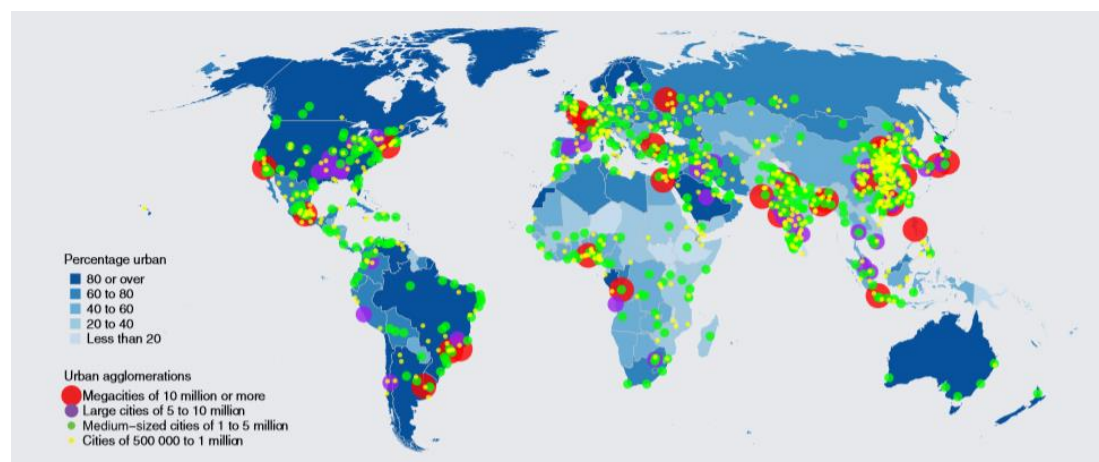 Percentage urban
80 or over
60 to 80
40 to 60
20 to 40
Less than 20
Urban agglomerations
Megacities of 10 million or more
Large cities of 5 to 10 million
Medium−sized cities of 1 to 5 million
Cities of 500 000 to 1 million